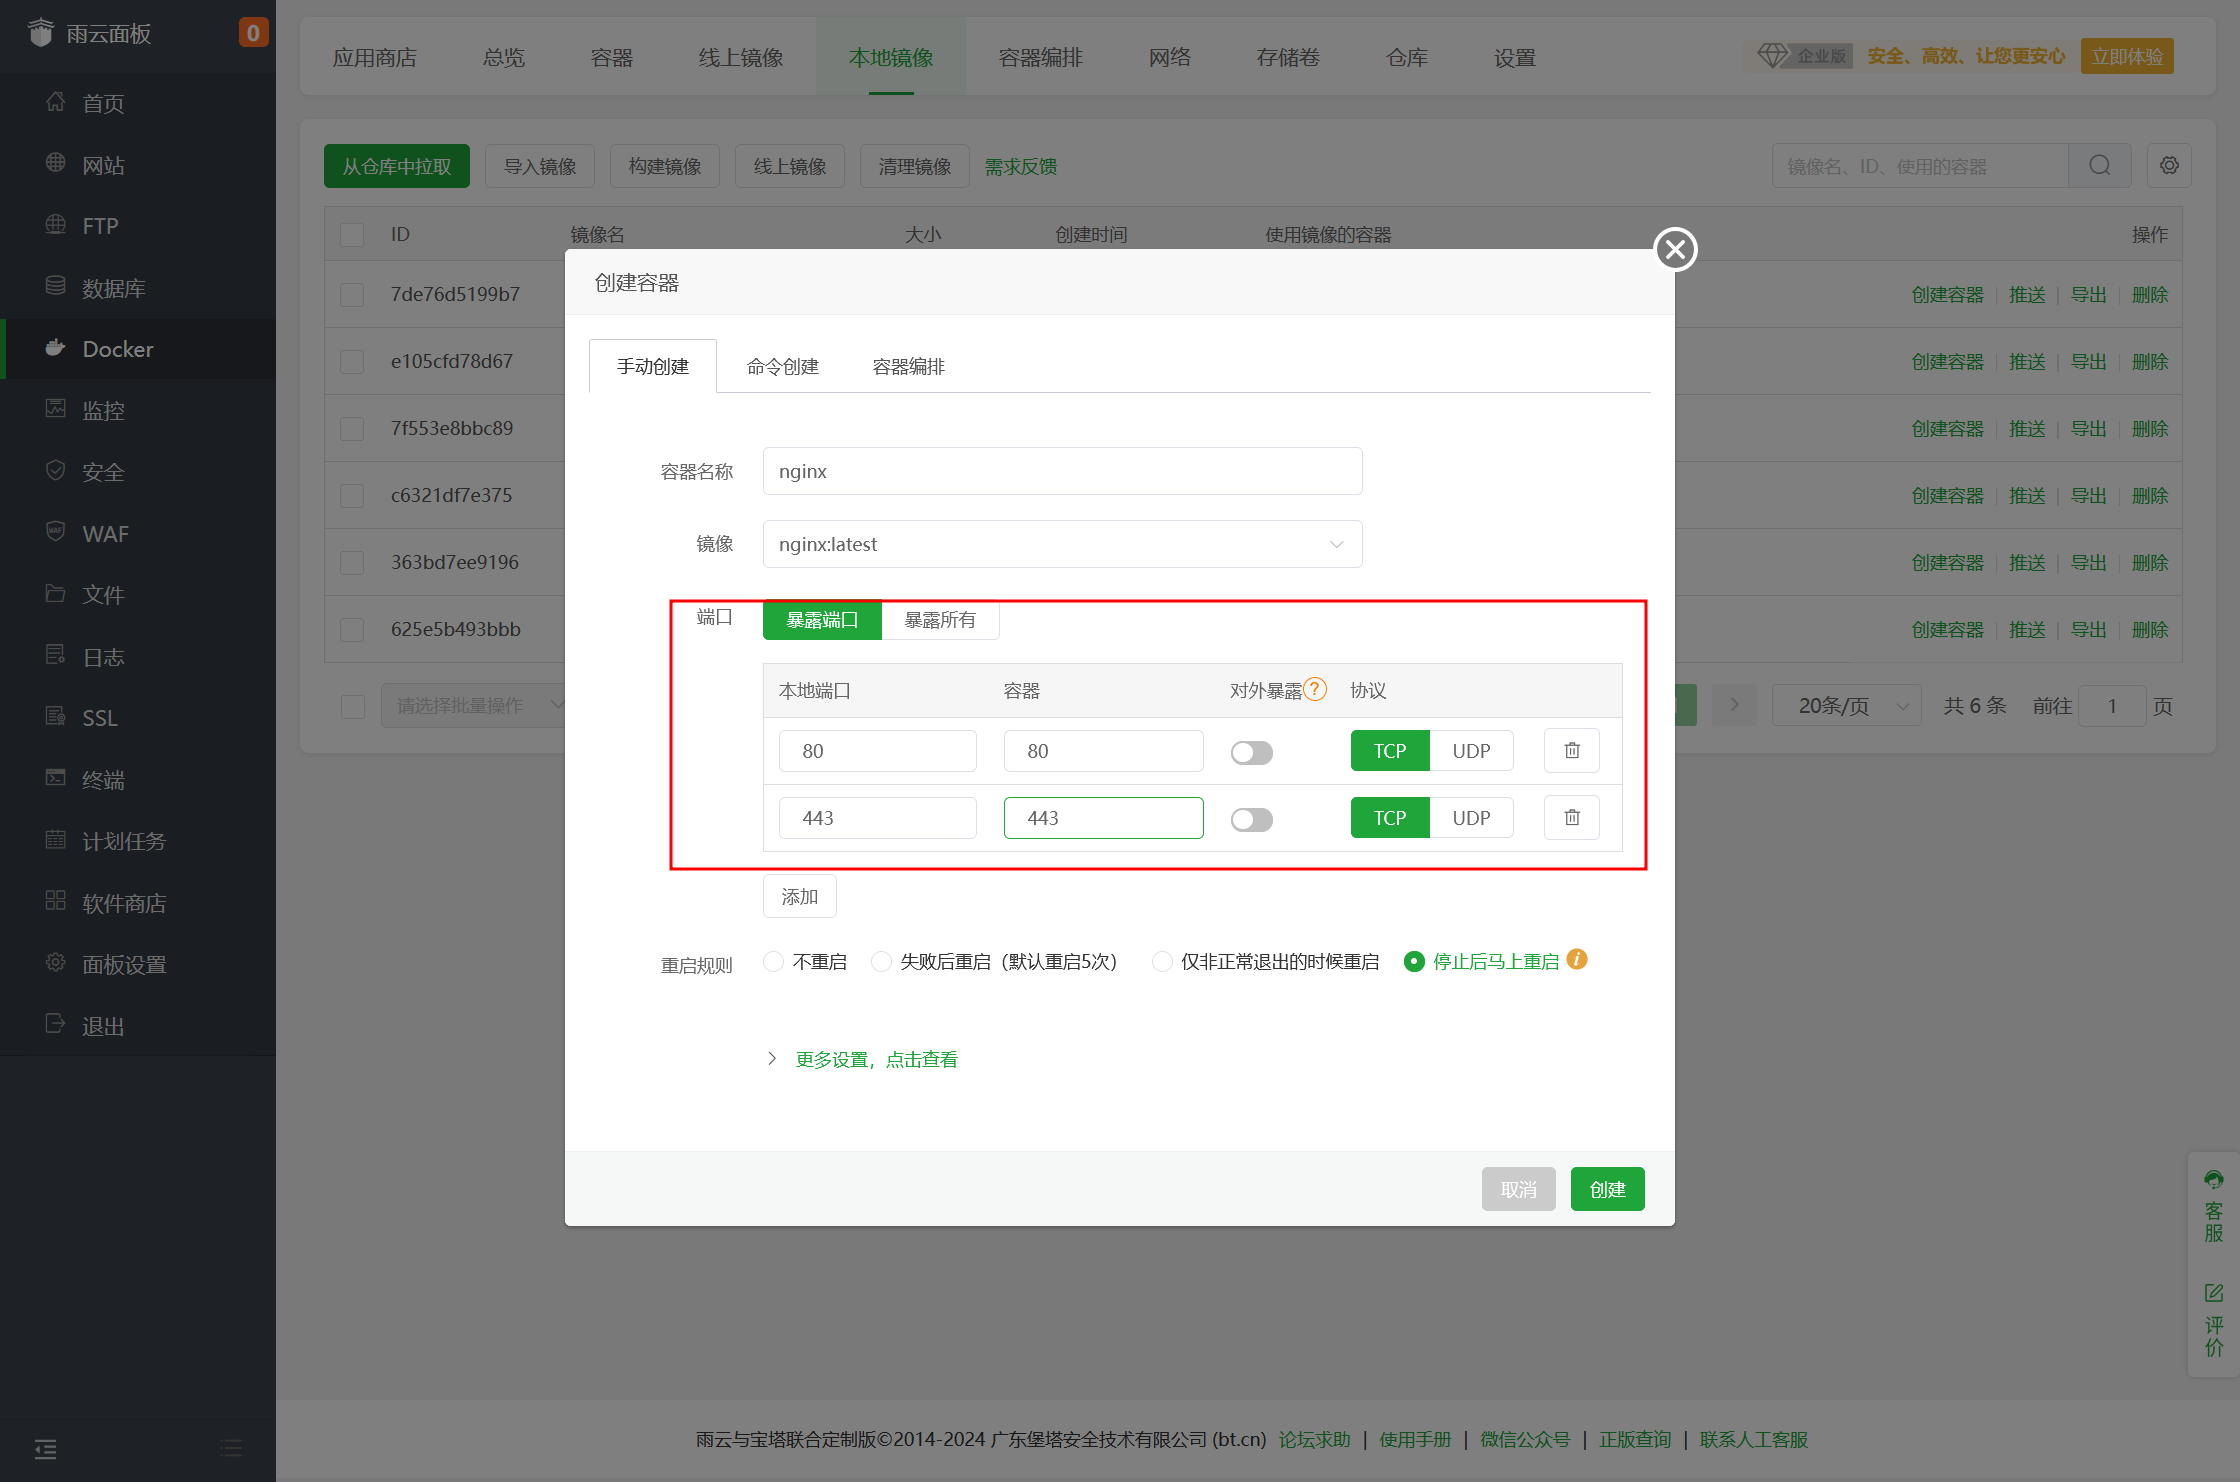 雨云面板
0
首页
网站
FTP
数据库
Docker
监控
安全
WAF
文件
日志
SSL
终端
计划任务
软件商店
面板设置
退出
应用商店 总览 容器 线上镜像 本地镜像 容器编排 网络 存储卷 仓库 设置
企业版 安全、高效、让您更安心 立即体验
从仓库中拉取 导入镜像 构建镜像 线上镜像 清理镜像 需求反馈
镜像名、ID、使用的容器
ID 镜像名 大小 创建时间 使用镜像的容器 操作
7de76d5199b7 创建容器 | 推送 | 导出 | 删除
e105cfd78d67 创建容器 | 推送 | 导出 | 删除
7f553e8bbc89 创建容器 | 推送 | 导出 | 删除
c6321df7e375 创建容器 | 推送 | 导出 | 删除
363bd7ee9196 创建容器 | 推送 | 导出 | 删除
625e5b493bbb 创建容器 | 推送 | 导出 | 删除
请选择批量操作
20条/页 共 6 条 前往 1 页
创建容器
手动创建 命令创建 容器编排
容器名称 nginx
镜像 nginx:latest
端口 暴露端口 暴露所有
本地端口 容器 对外暴露 ? 协议
80 80 TCP UDP
443 443 TCP UDP
添加
重启规则 不重启 失败后重启（默认重启5次） 仅非正常退出的时候重启 停止后马上重启
更多设置，点击查看
取消 创建
客服
评价
雨云与宝塔联合定制版©2014-2024 广东堡塔安全技术有限公司 (bt.cn) 论坛求助 | 使用手册 | 微信公众号 | 正版查询 | 联系人工客服